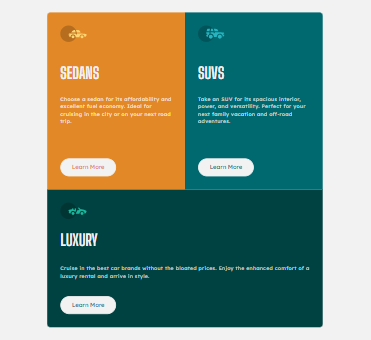 SEDANS
Choose a sedan for its affordability and
excellent fuel economy. Ideal for
cruising in the city or on your next road
trip.
Learn More
SUVS
Take an SUV for its spacious interior,
power, and versatility. Perfect for your
next family vacation and off-road
adventures.
Learn More
LUXURY
Cruise in the best car brands without the bloated prices. Enjoy the enhanced comfort of a
luxury rental and arrive in style.
Learn More